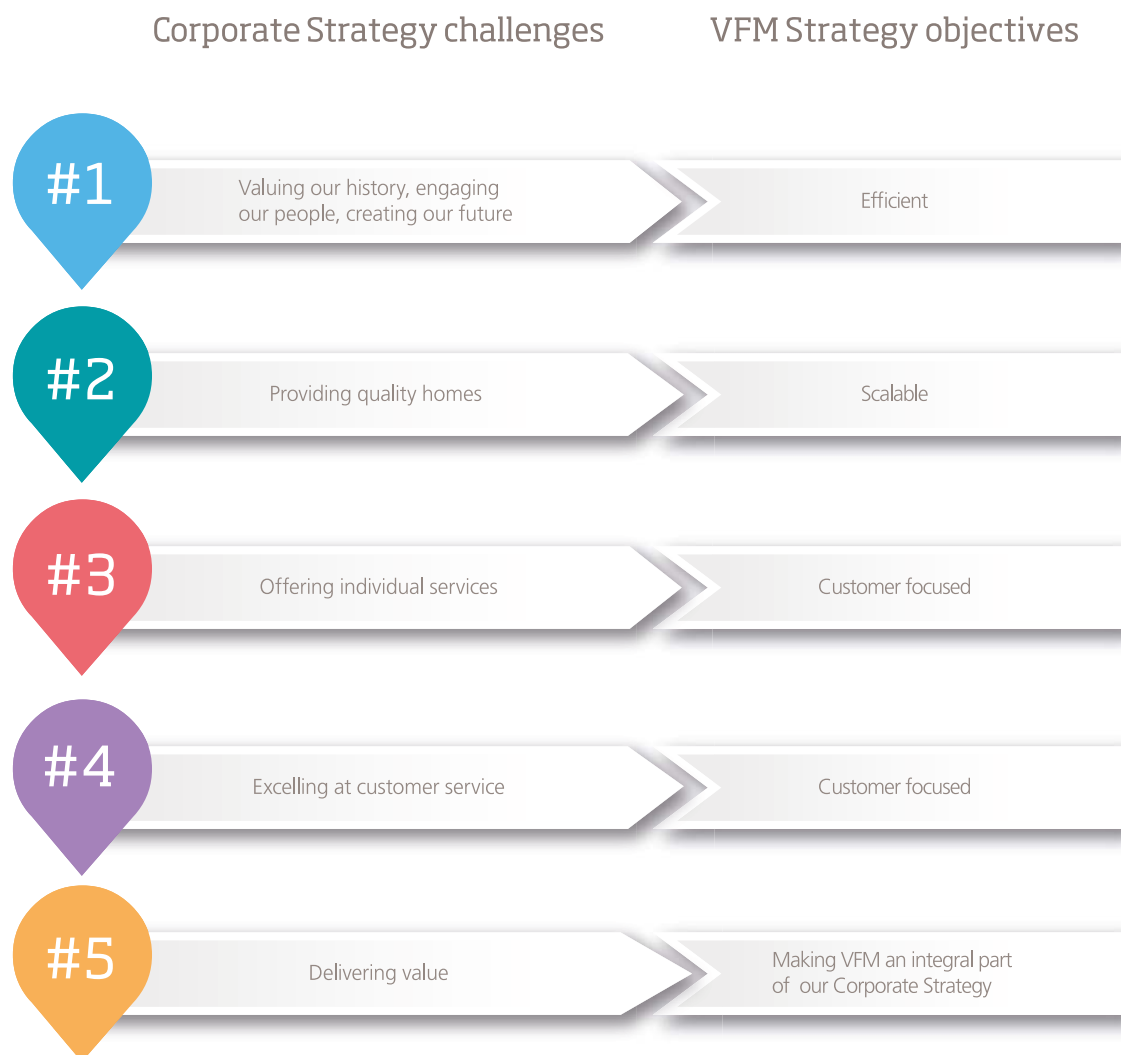 Corporate Strategy challenges
VFM Strategy objectives
#1
Valuing our history, engaging
our people, creating our future
Efficient
#2
Providing quality homes
Scalable
#3
Offering individual services
Customer focused
#4
Excelling at customer service
Customer focused
#5
Delivering value
Making VFM an integral part
of our Corporate Strategy